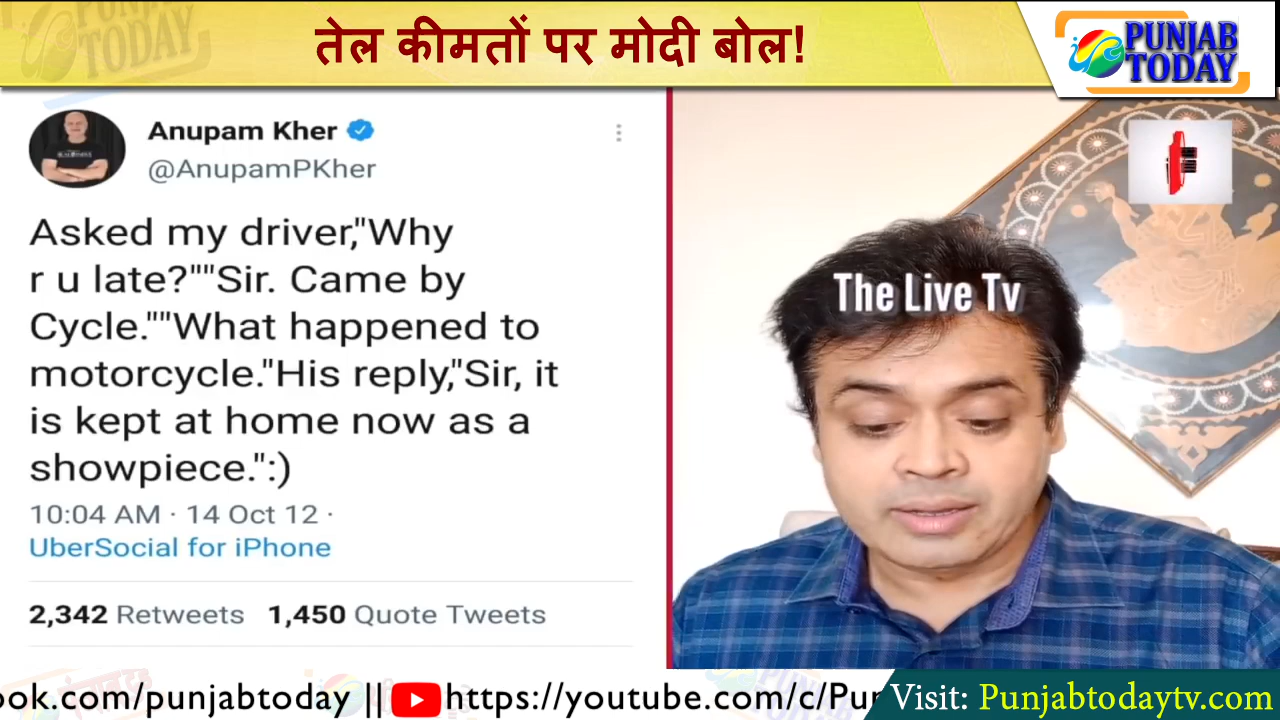 तेल कीमतों पर मोदी बोल!
PUNJAB
TODAY
Anupam Kher
@AnupamPKher
Asked my driver,"Why
r u late?""Sir. Came by
Cycle.""What happened to
motorcycle."His reply,"Sir, it
is kept at home now as a
showpiece.":)
10:04 AM · 14 Oct 12 ·
UberSocial for iPhone
2,342 Retweets 1,450 Quote Tweets
The Live Tv
ook.com/punjabtoday || https://youtube.com/c/Pur
Visit: Punjabtodaytv.com